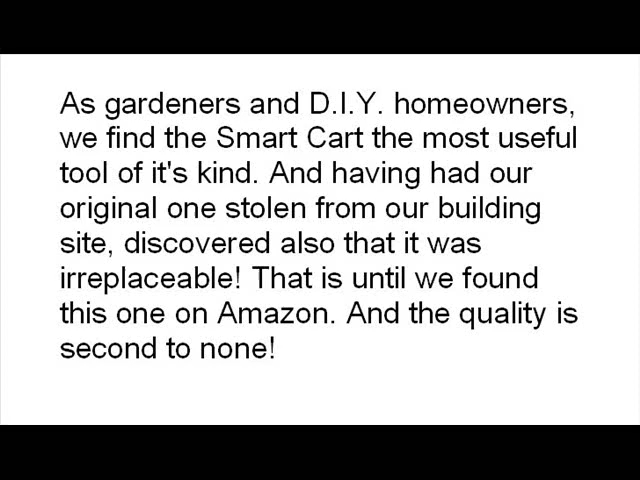 As gardeners and D.I.Y. homeowners,
we find the Smart Cart the most useful
tool of it's kind. And having had our
original one stolen from our building
site, discovered also that it was
irreplaceable! That is until we found
this one on Amazon. And the quality is
second to none!